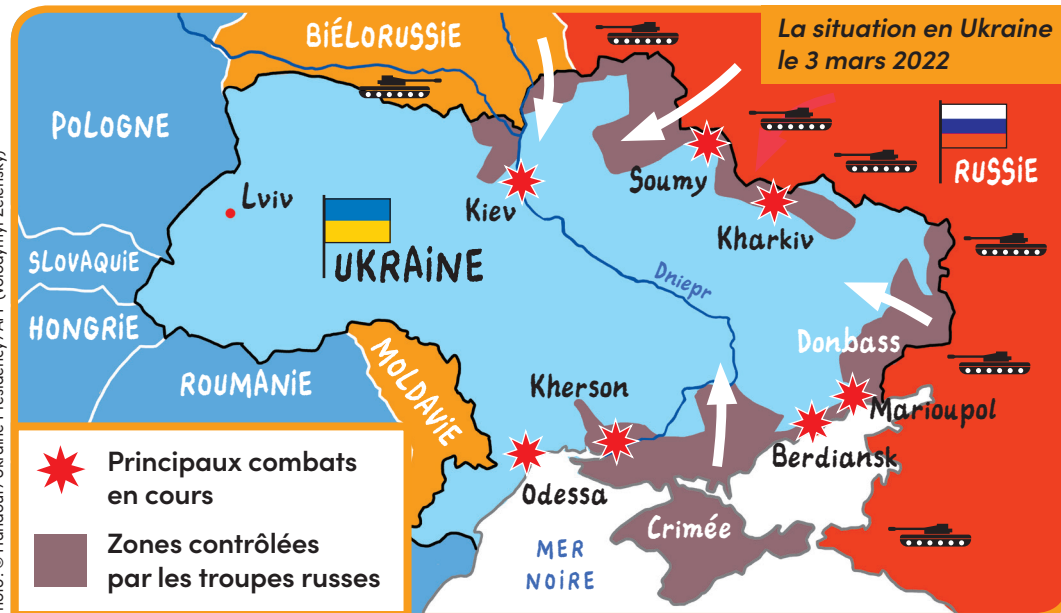 La situation en Ukraine
le 3 mars 2022
BiÉLORUSSiE
POLOGNE
RUSSiE
Soumy
Lviv
Kiev
Kharkiv
SLOVAQUiE
UKRAiNE
Dniepr
HONGRiE
Donbass
ROUMANiE
MOLDAViE
Kherson
Marioupol
Berdiansk
Odessa
Crimée
MER
NOiRE
Principaux combats
en cours
Zones contrôlées
par les troupes russes